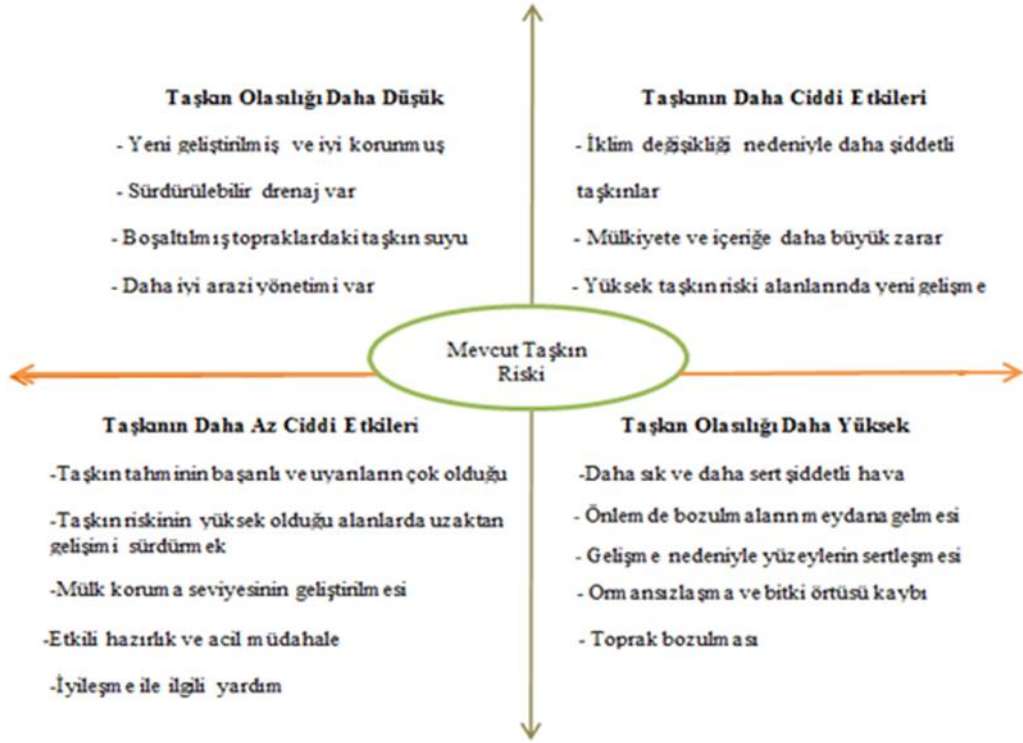 Taşkın Olasılığı Daha Düşük
- Yeni geliştirilmiş ve iyi korunmuş
- Sürdürülebilir drenaj var
- Boşaltılmış topraklardaki taşkın suyu
- Daha iyi arazi yönetimi var
Taşkının Daha Ciddi Etkileri
- İklim değişikliği nedeniyle daha şiddetli
taşkınlar
- Mülkiyete ve içeriğe daha büyük zarar
- Yüksek taşkın riski alanlarında yeni gelişme
Mevcut Taşkın
Riski
Taşkının Daha Az Ciddi Etkileri
-Taşkın tahminin başarılı ve uyarıların çok olduğu
-Taşkın riskinin yüksek olduğu alanlarda uzaktan
gelişimi sürdürmek
-Mülk koruma seviyesinin geliştirilmesi
-Etkili hazırlık ve acil müdahale
-İyileşme ile ilgili yardım
Taşkın Olasılığı Daha Yüksek
-Daha sık ve daha sert şiddetli hava
- Önlemde bozulmaların meydana gelmesi
- Gelişme nedeniyle yüzeylerin sertleşmesi
- Ormansızlaşma ve bitki örtüsü kaybı
- Toprak bozulması